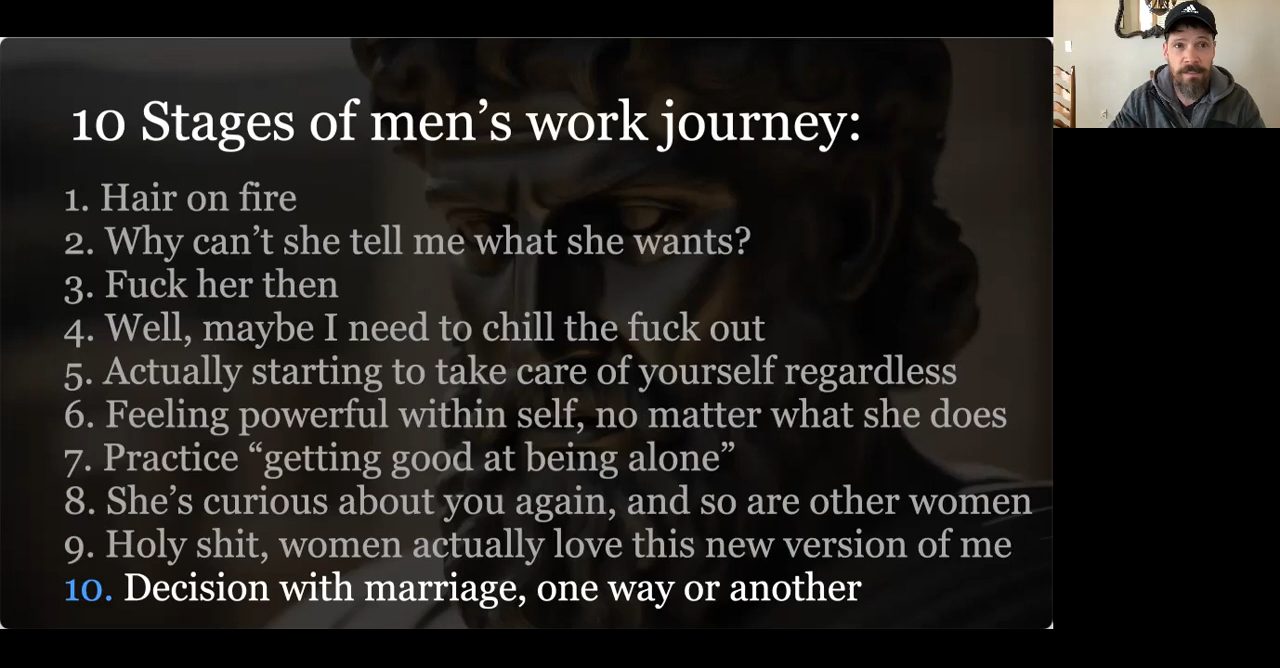 10 Stages of men’s work journey:
1. Hair on fire
2. Why can’t she tell me what she wants?
3. Fuck her then
4. Well, maybe I need to chill the fuck out
5. Actually starting to take care of yourself regardless
6. Feeling powerful within self, no matter what she does
7. Practice “getting good at being alone”
8. She’s curious about you again, and so are other women
9. Holy shit, women actually love this new version of me
10. Decision with marriage, one way or another